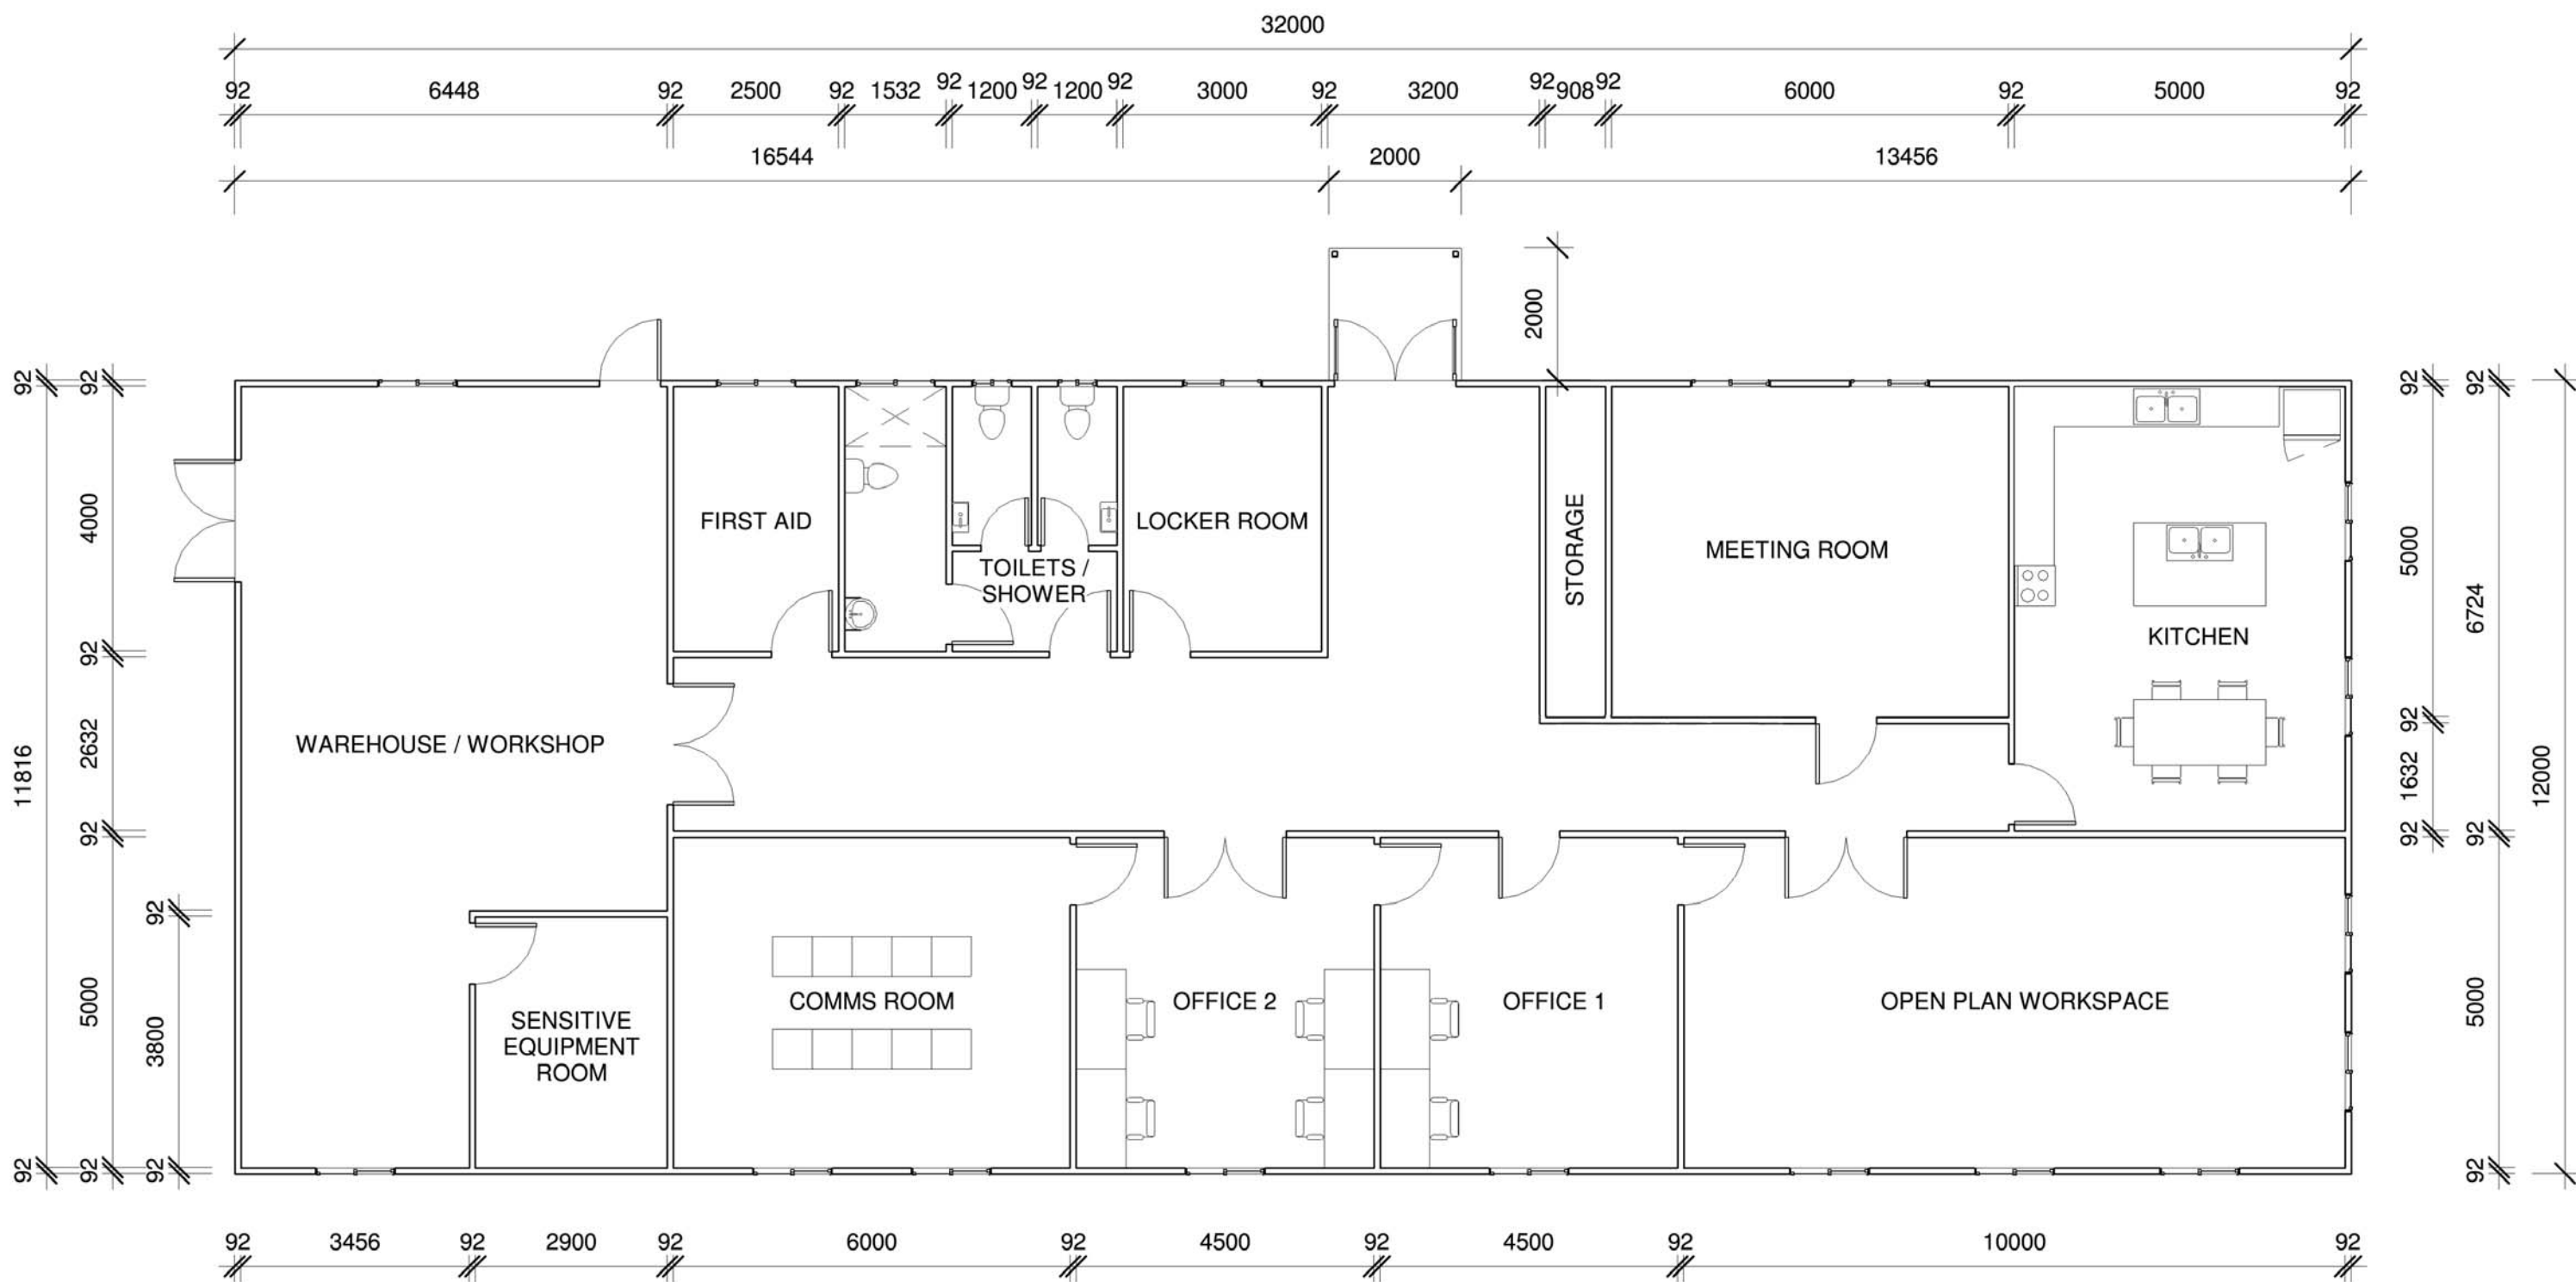 32000
92 6448 92 2500 92 1532 92 1200 92 1200 92 3000 92 3200 92 908 92 6000 92 5000 92
16544 2000 13456
2000
92 11816 92
92 4000 92 2632 92 5000 92
92 3800 92
92 5000 92 1632 92
92 6724 92 5000 92
12000
FIRST AID
TOILETS /
SHOWER
LOCKER ROOM
STORAGE
MEETING ROOM
KITCHEN
WAREHOUSE / WORKSHOP
SENSITIVE
EQUIPMENT
ROOM
COMMS ROOM
OFFICE 2
OFFICE 1
OPEN PLAN WORKSPACE
92 3456 92 2900 92 6000 92 4500 92 4500 92 10000 92